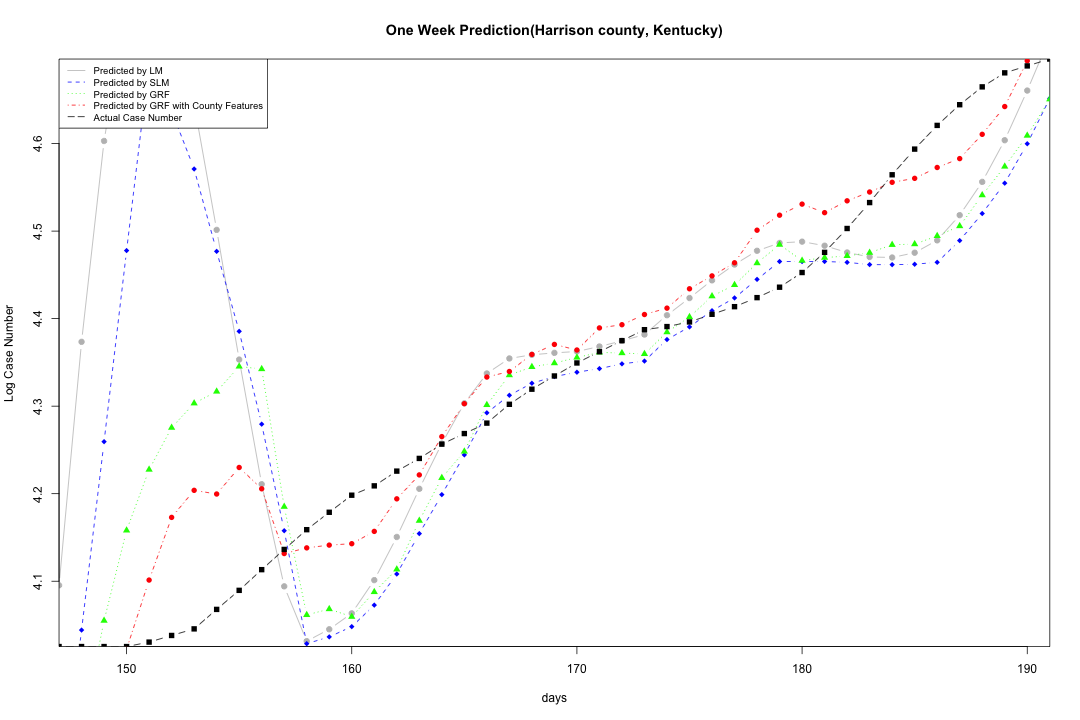 One Week Prediction(Harrison county, Kentucky)
Predicted by LM
Predicted by SLM
Predicted by GRF
Predicted by GRF with County Features
Actual Case Number
Log Case Number
4.6
4.5
4.4
4.3
4.2
4.1
150 160 170 180 190
days